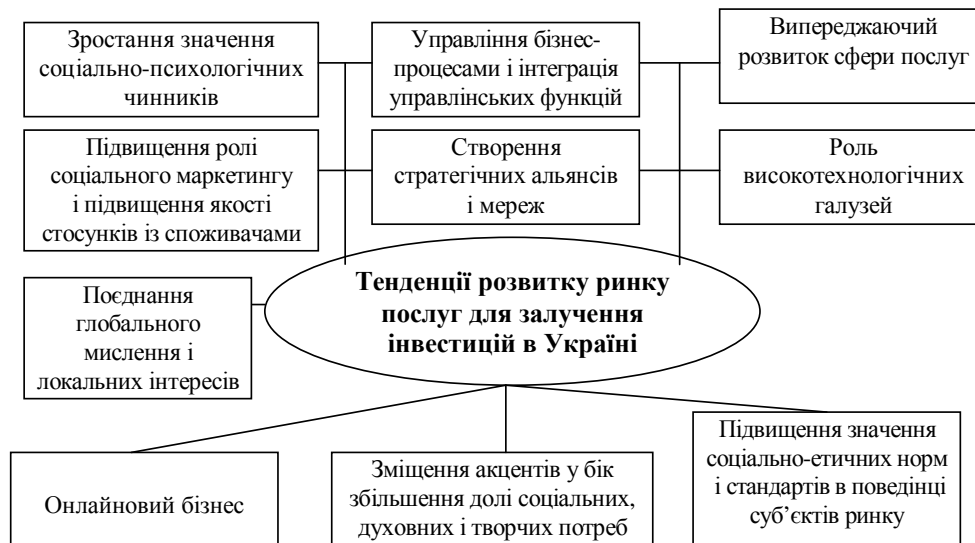 Зростання значення
соціально-психологічних
чинників
Управління бізнес-
процесами і інтеграція
управлінських функцій
Випереджаючий
розвиток сфери послуг
Підвищення ролі
соціального маркетингу
і підвищення якості
стосунків із споживачами
Створення
стратегічних альянсів
і мереж
Роль
високотехнологічних
галузей
Поєднання
глобального
мислення і
локальних інтересів
Тенденції розвитку ринку
послуг для залучення
інвестицій в Україні
Онлайновий бізнес
Зміщення акцентів у бік
збільшення долі соціальних,
духовних і творчих потреб
Підвищення значення
соціально-етичних норм
і стандартів в поведінці
суб’єктів ринку